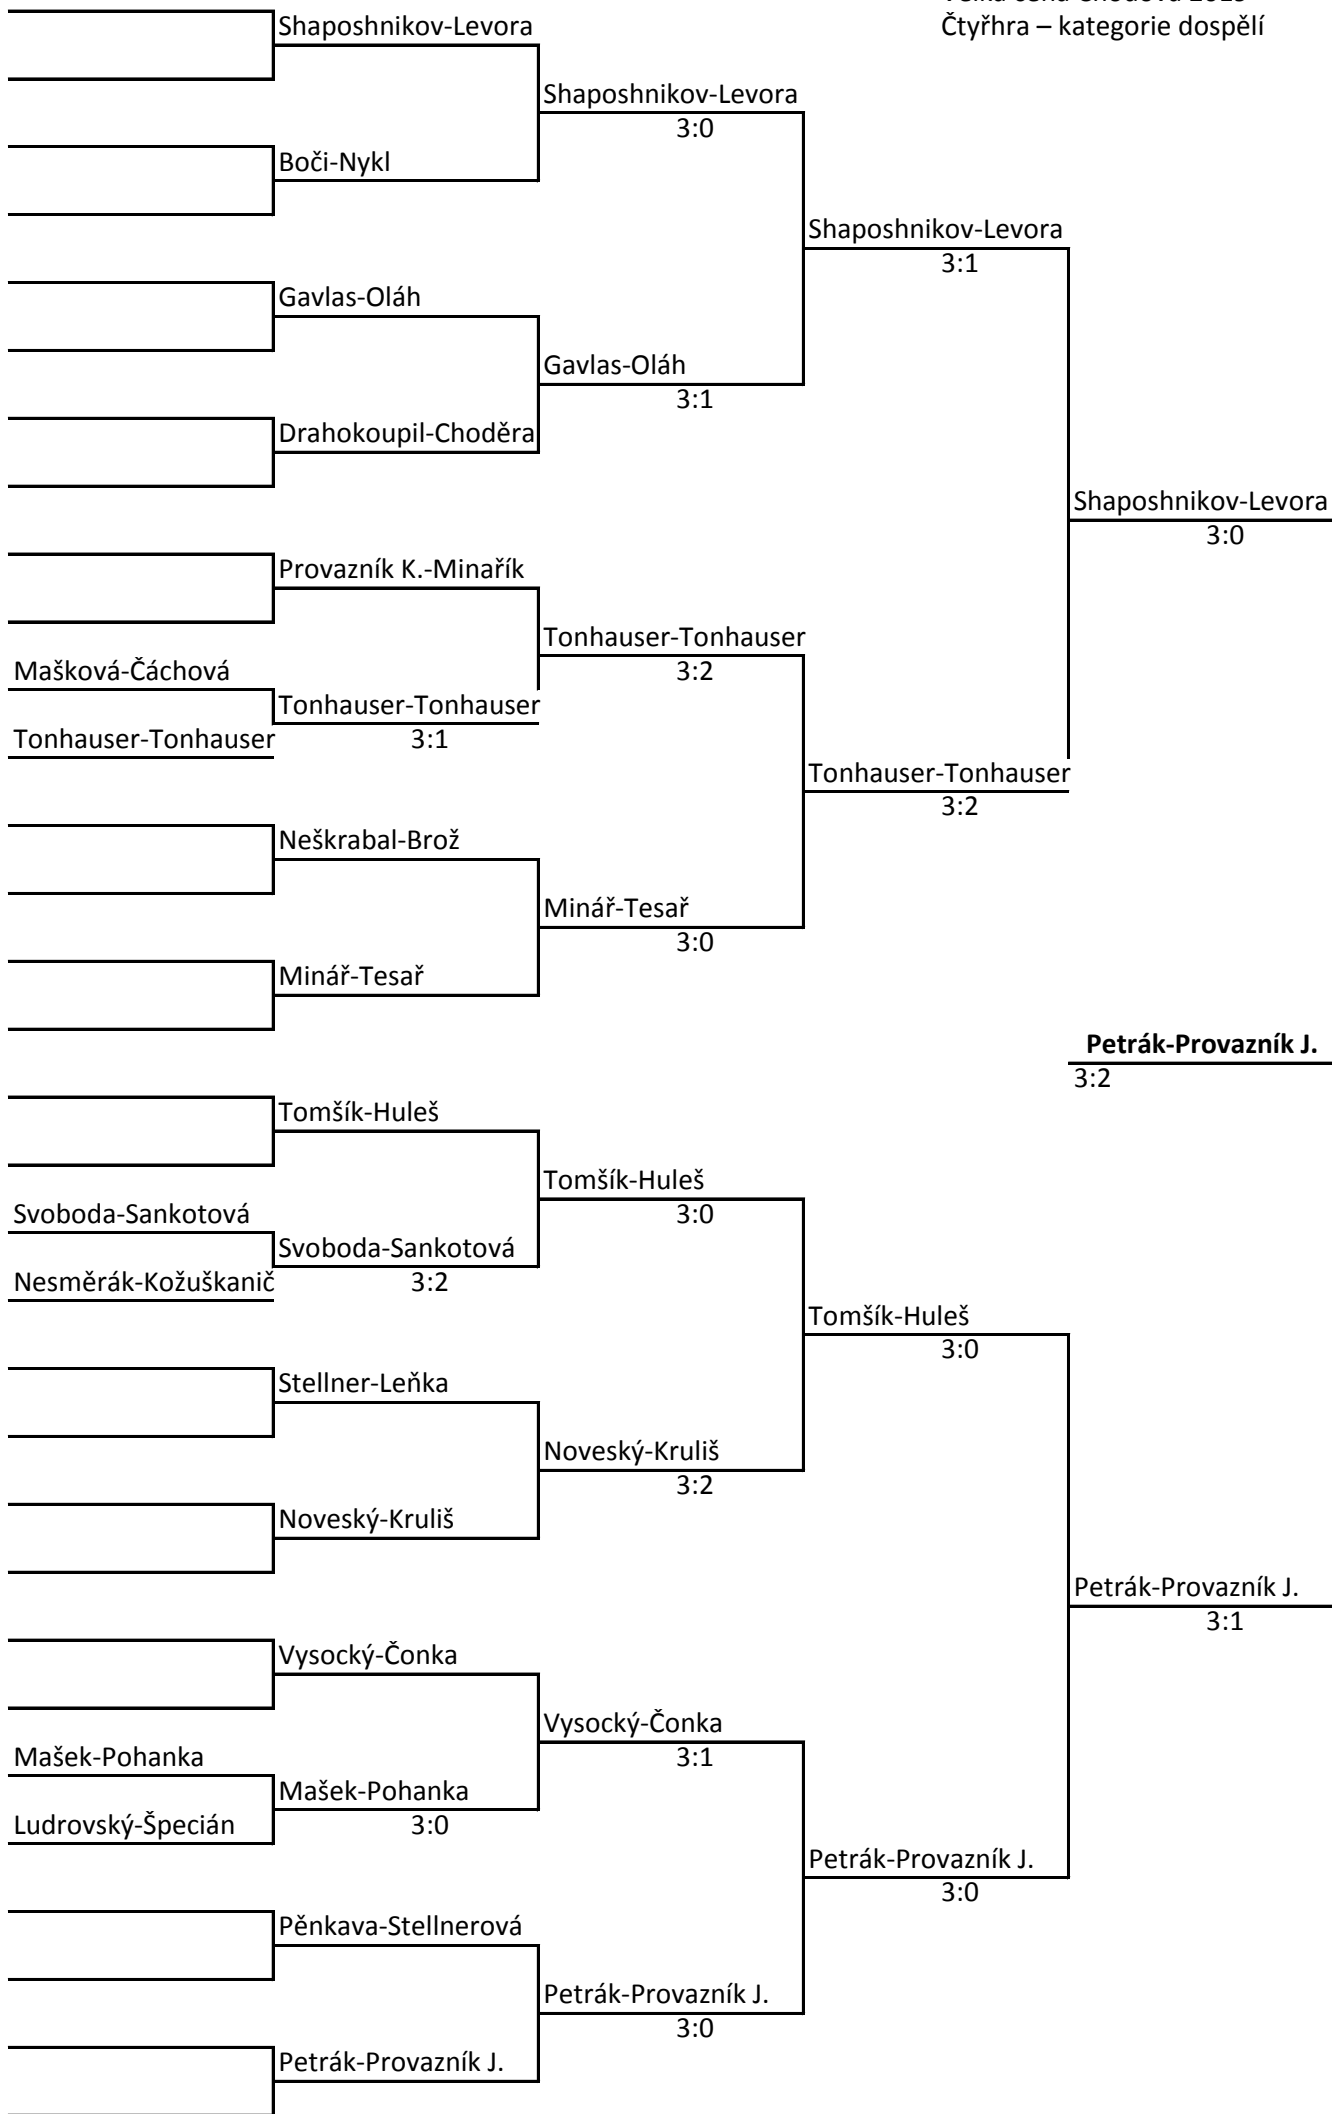 Čtyřhra – kategorie dospělí
Shaposhnikov-Levora
Shaposhnikov-Levora
3:0
Boči-Nykl
Shaposhnikov-Levora
3:1
Gavlas-Oláh
Gavlas-Oláh
3:1
Drahokoupil-Choděra
Shaposhnikov-Levora
3:0
Provazník K.-Minařík
Tonhauser-Tonhauser
3:2
Mašková-Čáchová
Tonhauser-Tonhauser
3:1
Tonhauser-Tonhauser
Tonhauser-Tonhauser
3:2
Neškrabal-Brož
Minář-Tesař
3:0
Minář-Tesař
Petrák-Provazník J.
3:2
Tomšík-Huleš
Tomšík-Huleš
3:0
Svoboda-Sankotová
Svoboda-Sankotová
3:2
Nesměrák-Kožuškanič
Tomšík-Huleš
3:0
Stellner-Leňka
Noveský-Kruliš
3:2
Noveský-Kruliš
Petrák-Provazník J.
3:1
Vysocký-Čonka
Vysocký-Čonka
3:1
Mašek-Pohanka
Mašek-Pohanka
3:0
Ludrovský-Špecián
Petrák-Provazník J.
3:0
Pěnkava-Stellnerová
Petrák-Provazník J.
3:0
Petrák-Provazník J.